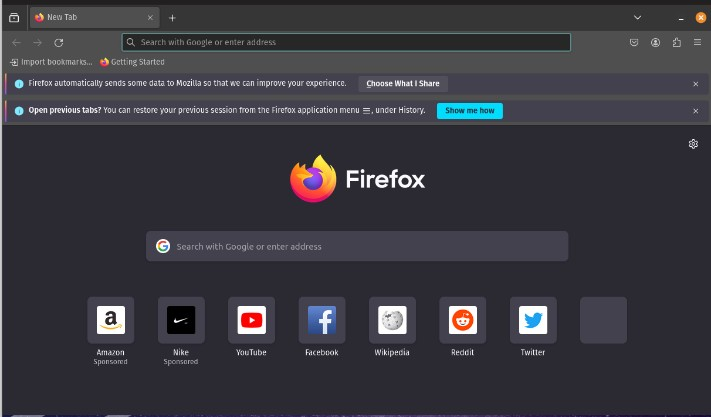 New Tab
Search with Google or enter address
Import bookmarks... Getting Started
Firefox automatically sends some data to Mozilla so that we can improve your experience. Choose What I Share
Open previous tabs? You can restore your previous session from the Firefox application menu ☰, under History. Show me how
Firefox
Search with Google or enter address
Amazon Nike YouTube Facebook Wikipedia Reddit Twitter
Sponsored Sponsored